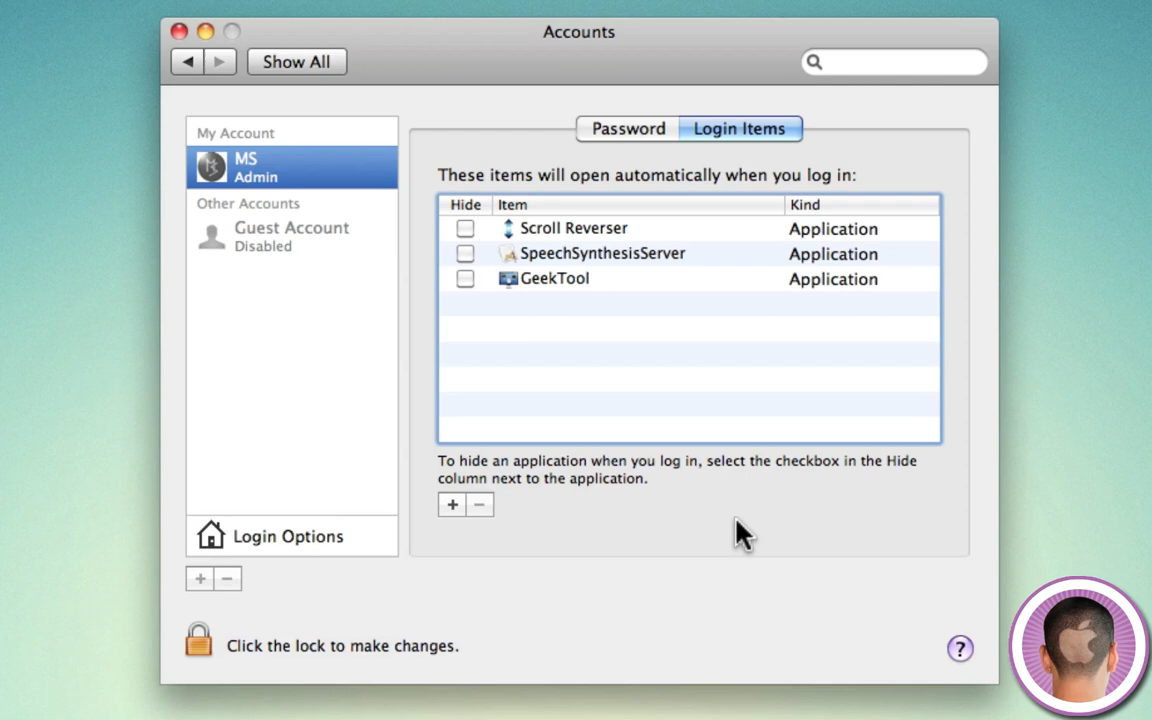 Accounts
Show All
My Account
MS
Admin
Other Accounts
Guest Account
Disabled
Login Options
+ −
Click the lock to make changes.
Password Login Items
These items will open automatically when you log in:
Hide Item Kind
Scroll Reverser Application
SpeechSynthesisServer Application
GeekTool Application
To hide an application when you log in, select the checkbox in the Hide
column next to the application.
+ −
?